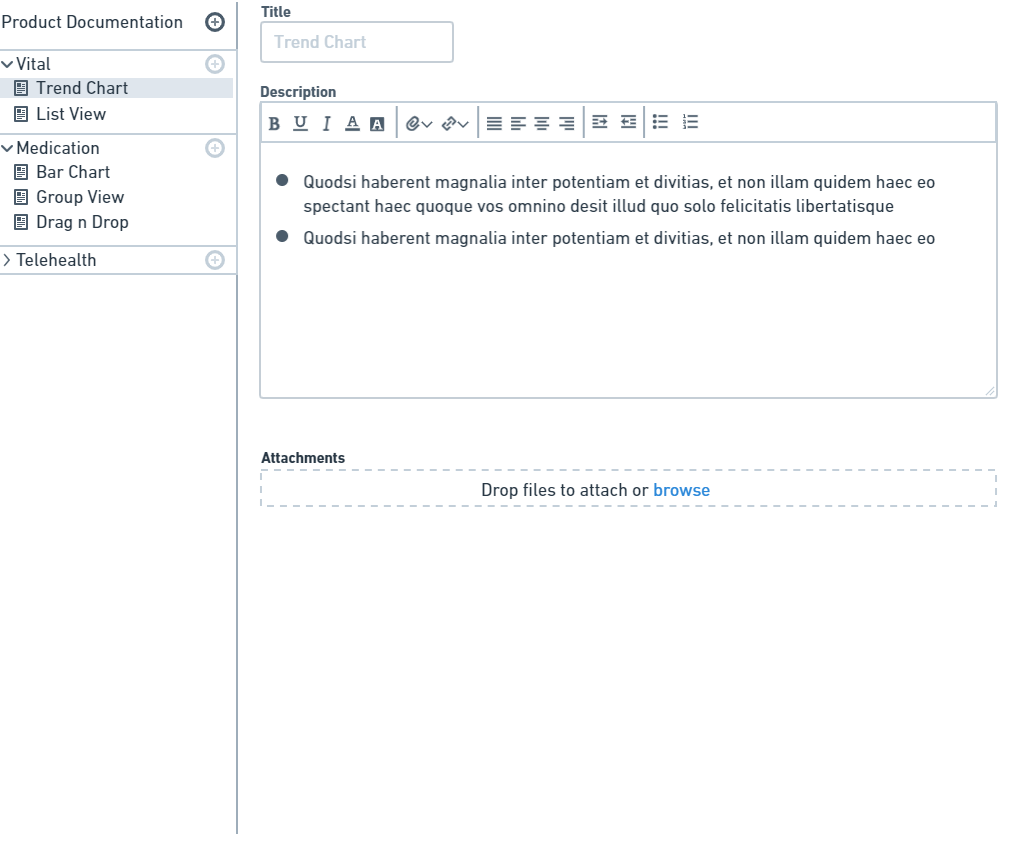 Product Documentation
Vital
Trend Chart
List View
Medication
Bar Chart
Group View
Drag n Drop
Telehealth
Title
Trend Chart
Description
B U I A A
Quodsi haberent magnalia inter potentiam et divitias, et non illam quidem haec eo
spectant haec quoque vos omnino desit illud quo solo felicitatis libertatisque
Quodsi haberent magnalia inter potentiam et divitias, et non illam quidem haec eo
Attachments
Drop files to attach or browse